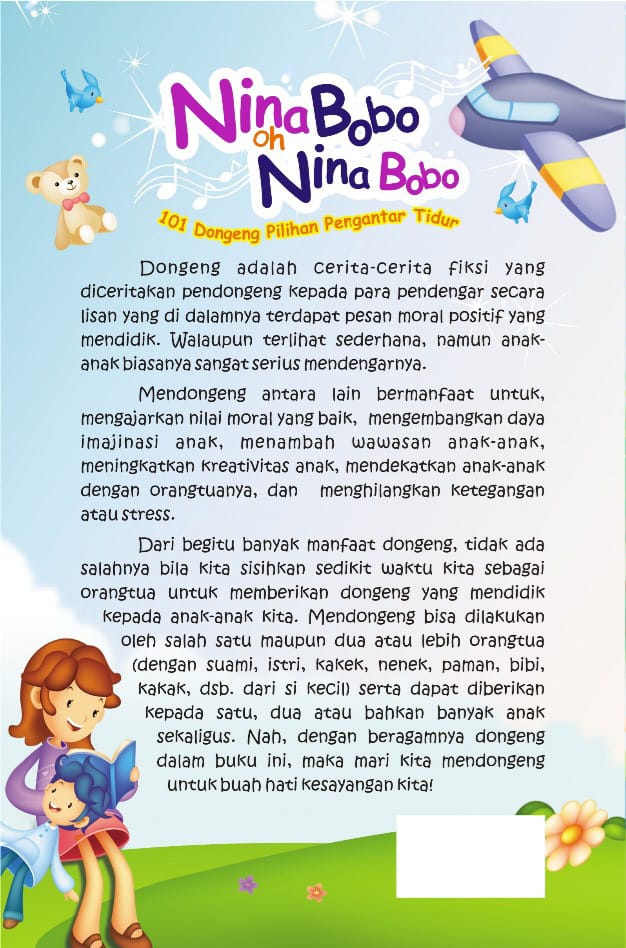 Nina Bobo
oh
Nina Bobo
101 Dongeng Pilihan Pengantar Tidur
Dongeng adalah cerita-cerita fiksi yang
diceritakan pendongeng kepada para pendengar secara
lisan yang di dalamnya terdapat pesan moral positif yang
mendidik. Walaupun terlihat sederhana, namun anak-
anak biasanya sangat serius mendengarnya.
Mendongeng antara lain bermanfaat untuk,
mengajarkan nilai moral yang baik, mengembangkan daya
imajinasi anak, menambah wawasan anak-anak,
meningkatkan kreativitas anak, mendekatkan anak-anak
dengan orangtuanya, dan menghilangkan ketegangan
atau stress.
Dari begitu banyak manfaat dongeng, tidak ada
salahnya bila kita sisihkan sedikit waktu kita sebagai
orangtua untuk memberikan dongeng yang mendidik
kepada anak-anak kita. Mendongeng bisa dilakukan
oleh salah satu maupun dua atau lebih orangtua
(dengan suami, istri, kakek, nenek, paman, bibi,
kakak, dsb. dari si kecil) serta dapat diberikan
kepada satu, dua atau bahkan banyak anak
sekaligus. Nah, dengan beragamnya dongeng
dalam buku ini, maka mari kita mendongeng
untuk buah hati kesayangan kita!